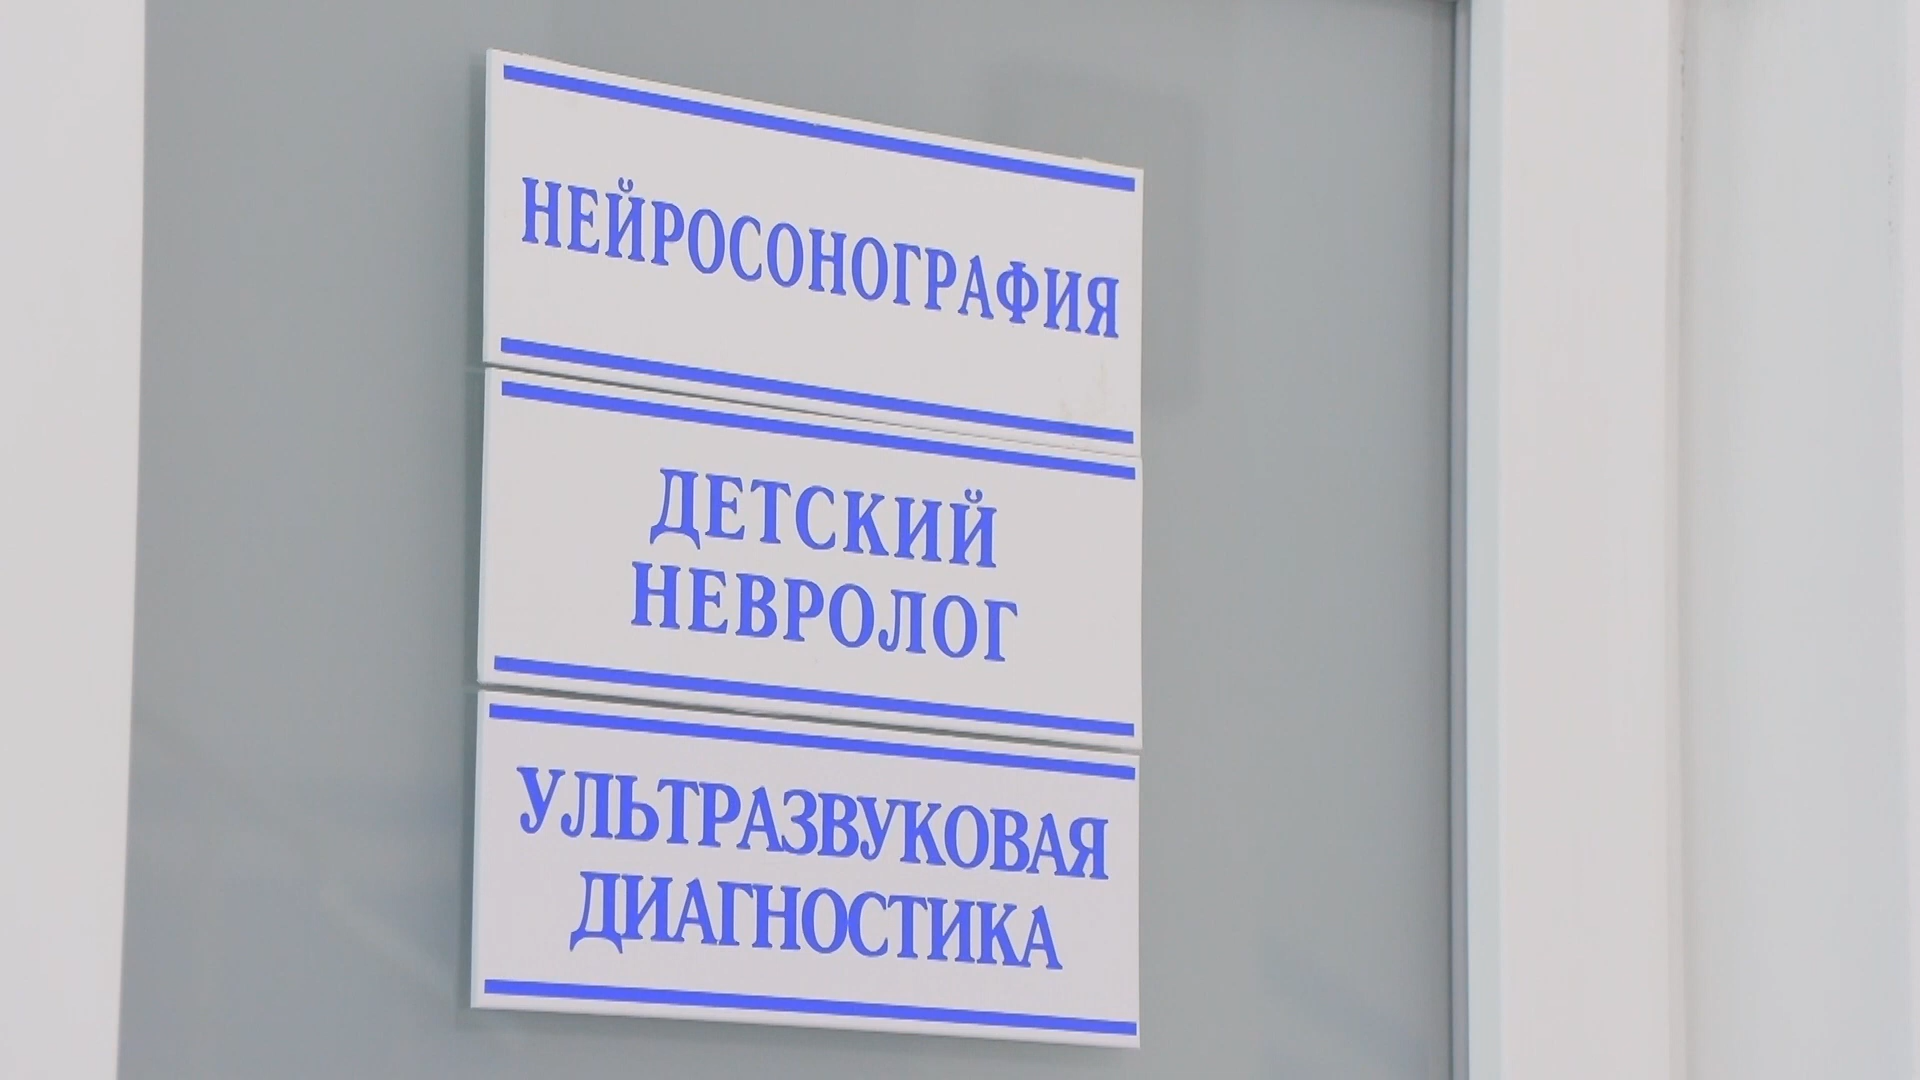 НЕЙРОСОНОГРАФИЯ
ДЕТСКИЙ
НЕВРОЛОГ
УЛЬТРАЗВУКОВАЯ
ДИАГНОСТИКА